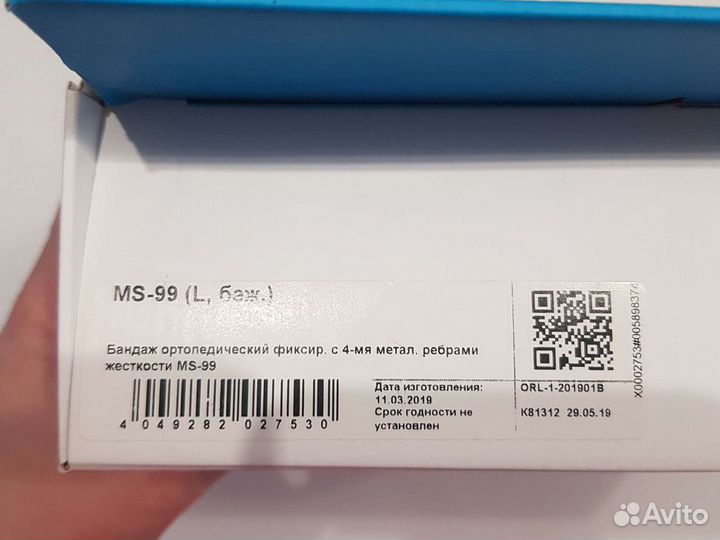 MS-99 (L, беж.)
Бандаж ортопедический фиксир. с 4-мя метал. ребрами
жесткости MS-99
4 049282 027530
Дата изготовления:
11.03.2019
Срок годности не
установлен
ORL-1-201901B
K81312 29.05.19
X0002753#005898374
Avito